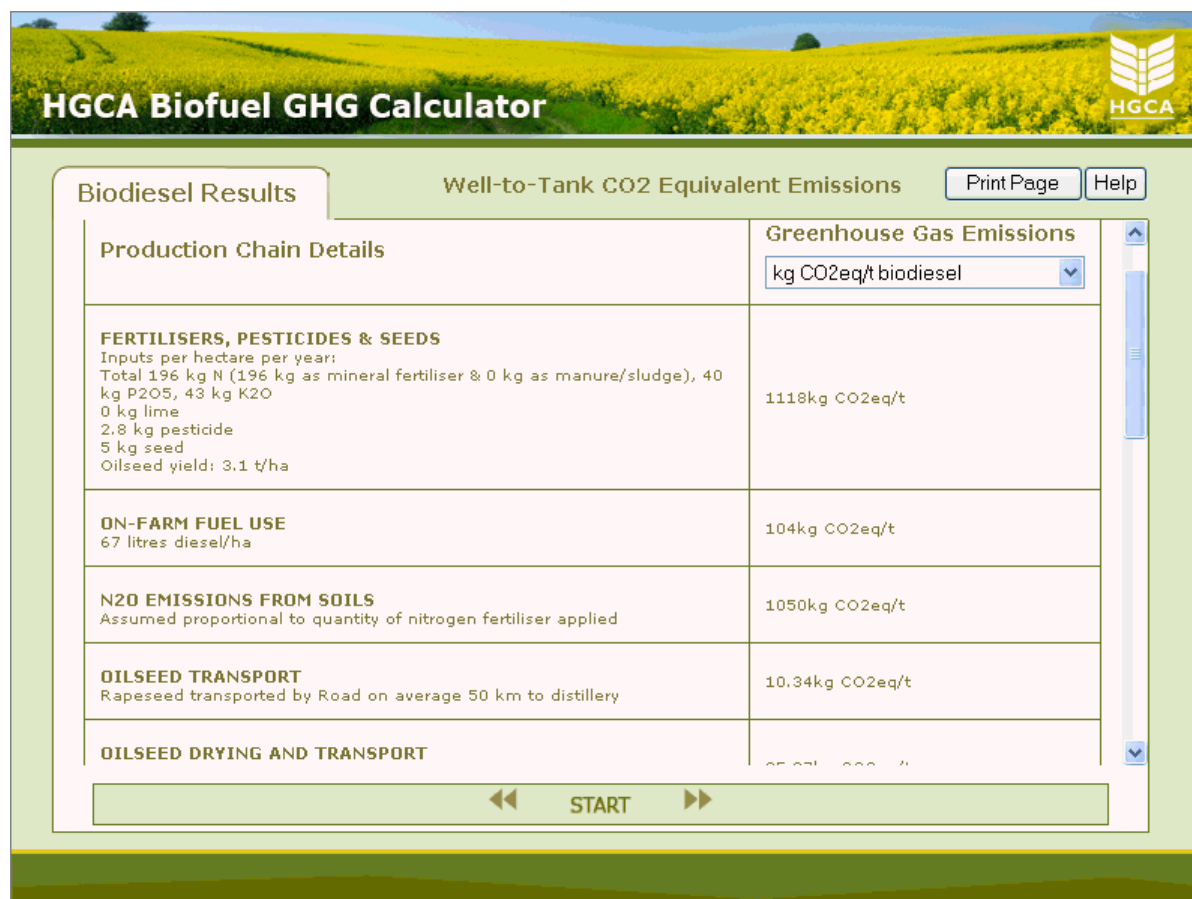 HGCA Biofuel GHG Calculator
HGCA
Biodiesel Results
Well-to-Tank CO2 Equivalent Emissions
Print Page
Help
Production Chain Details
Greenhouse Gas Emissions
kg CO2eq/t biodiesel
FERTILISERS, PESTICIDES & SEEDS
Inputs per hectare per year:
Total 196 kg N (196 kg as mineral fertiliser & 0 kg as manure/sludge), 40
kg P2O5, 43 kg K2O
0 kg lime
2.8 kg pesticide
5 kg seed
Oilseed yield: 3.1 t/ha
1118kg CO2eq/t
ON-FARM FUEL USE
67 litres diesel/ha
104kg CO2eq/t
N2O EMISSIONS FROM SOILS
Assumed proportional to quantity of nitrogen fertiliser applied
1050kg CO2eq/t
OILSEED TRANSPORT
Rapeseed transported by Road on average 50 km to distillery
10.34kg CO2eq/t
OILSEED DRYING AND TRANSPORT
START